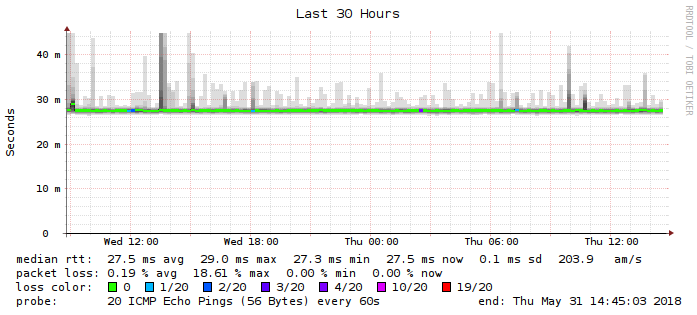 Last 30 Hours
RRDTOOL / TOBI OETIKER
Seconds
40 m
30 m
20 m
10 m
0
Wed 12:00 Wed 18:00 Thu 00:00 Thu 06:00 Thu 12:00
median rtt: 27.5 ms avg 29.0 ms max 27.3 ms min 27.5 ms now 0.1 ms sd 203.9 am/s
packet loss: 0.19 % avg 18.61 % max 0.00 % min 0.00 % now
loss color: 0 1/20 2/20 3/20 4/20 10/20 19/20
probe: 20 ICMP Echo Pings (56 Bytes) every 60s end: Thu May 31 14:45:03 2018